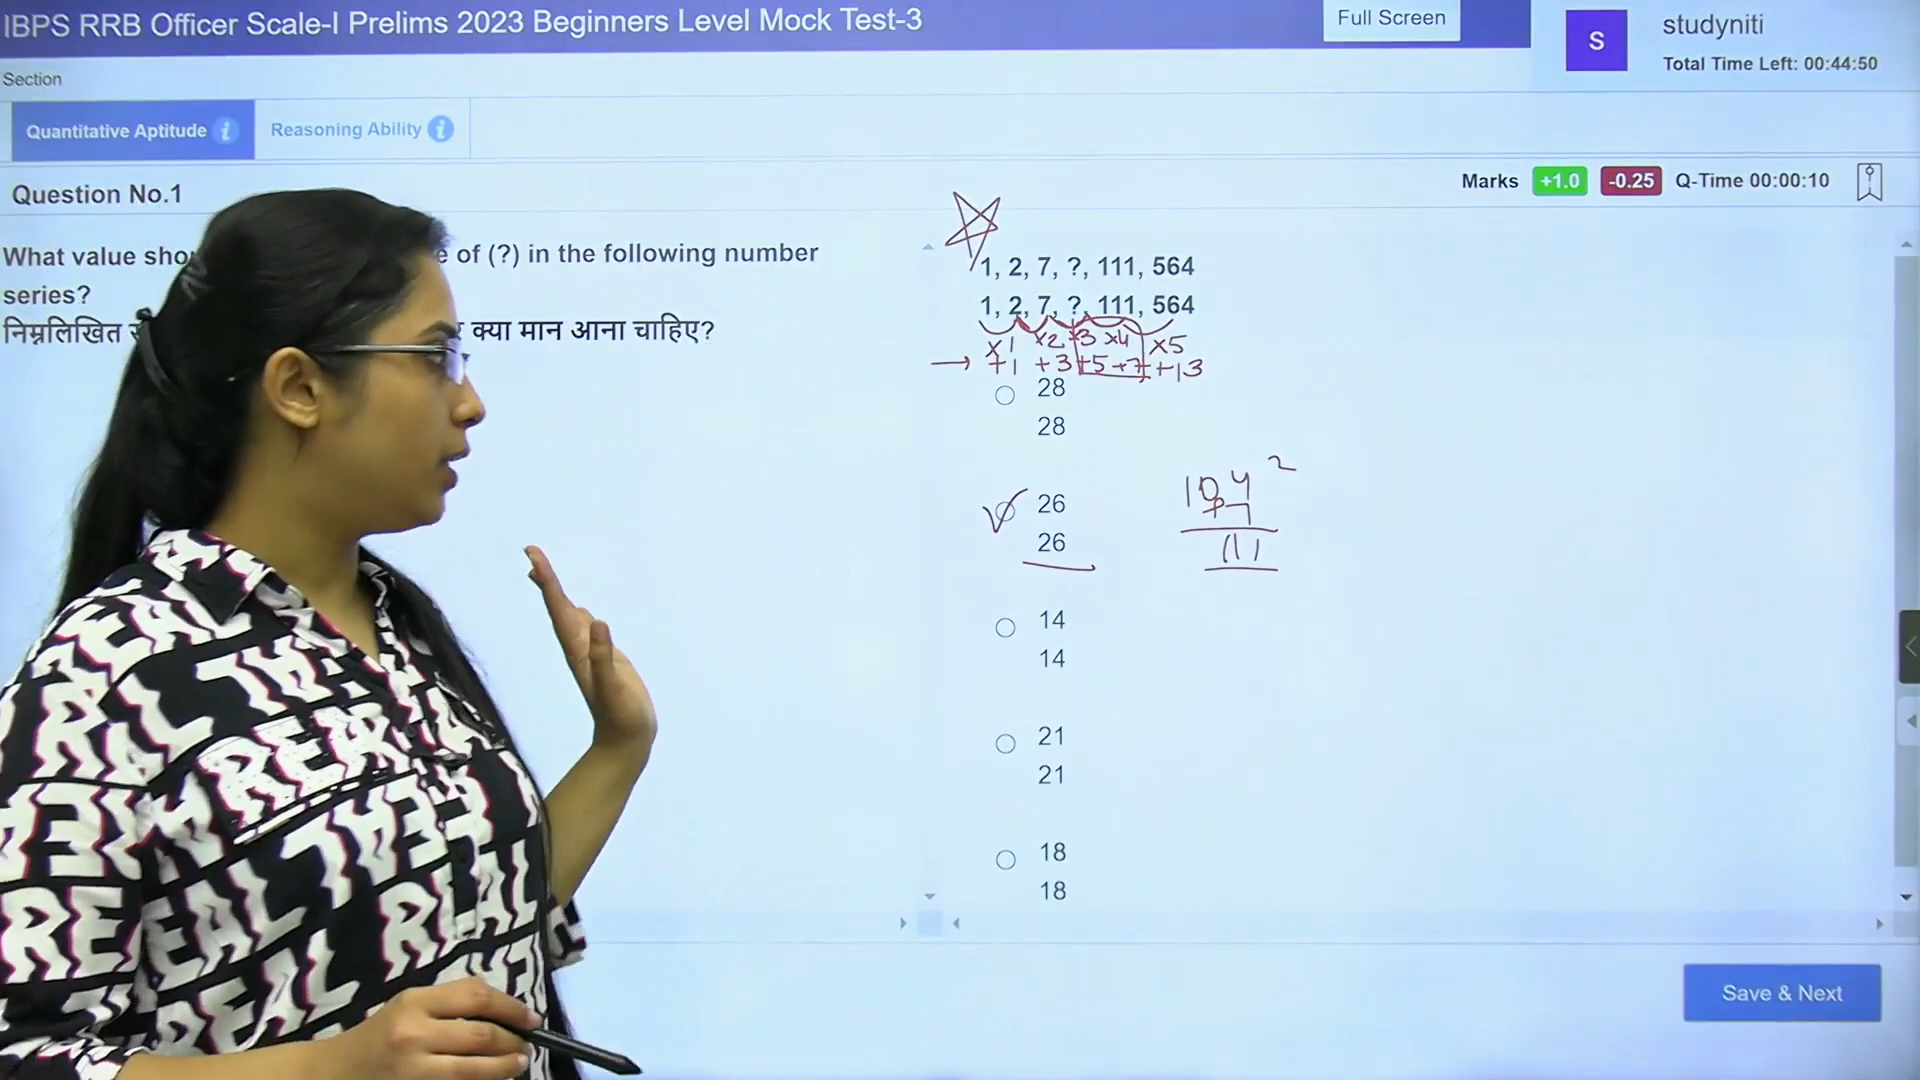 IBPS RRB Officer Scale-I Prelims 2023 Beginners Level Mock Test-3
Full Screen
S
studyniti
Total Time Left: 00:44:50
Section
Quantitative Aptitude i
Reasoning Ability i
Question No.1
Marks +1.0 -0.25 Q-Time 00:00:10
What value sho e of (?) in the following number
series?
निम्नलिखित क्या मान आना चाहिए?
1, 2, 7, ?, 111, 564
1, 2, 7, ?, 111, 564
×1 ×2 ×3 ×4 ×5
→ +1 +3 +5 +7 +13
28
28
26
26
104 2
+7
111
14
14
21
21
18
18
Save & Next
REAL